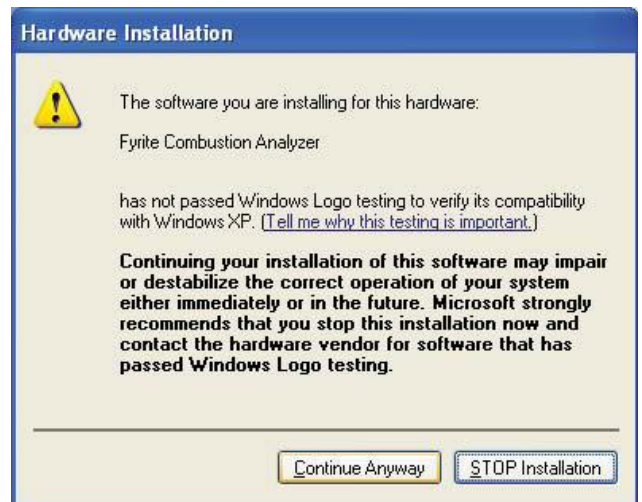 Hardware Installation
The software you are installing for this hardware:
Fyrite Combustion Analyzer
has not passed Windows Logo testing to verify its compatibility
with Windows XP. (Tell me why this testing is important.)
Continuing your installation of this software may impair
or destabilize the correct operation of your system
either immediately or in the future. Microsoft strongly
recommends that you stop this installation now and
contact the hardware vendor for software that has
passed Windows Logo testing.
Continue Anyway
STOP Installation